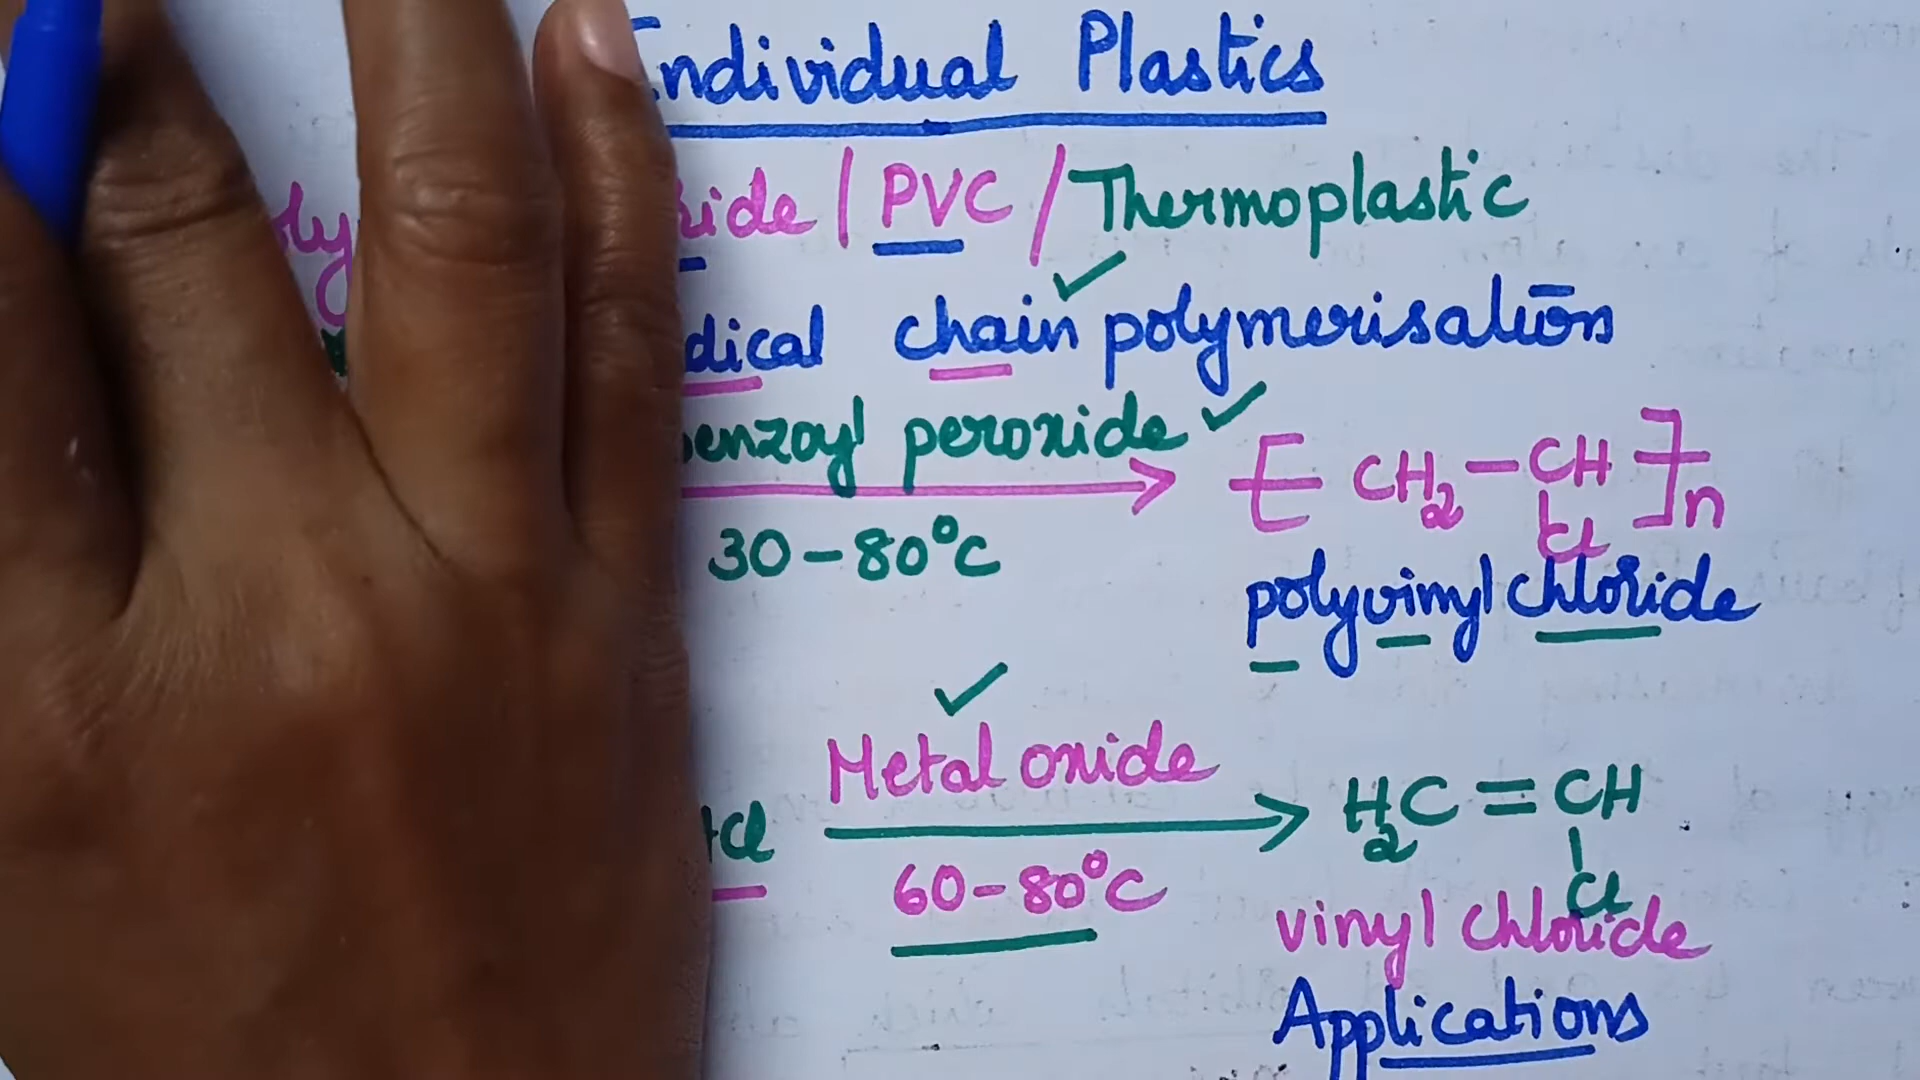 Individual Plastics
oly ride / PVC / Thermoplastic
dical chain polymerisation
benzoyl peroxide
[ CH2 - CH ]n
Cl
30-80°C
polyvinyl chloride
Metal oxide
HCl → H2C = CH
60-80°C
Cl
vinyl chloride
Applications